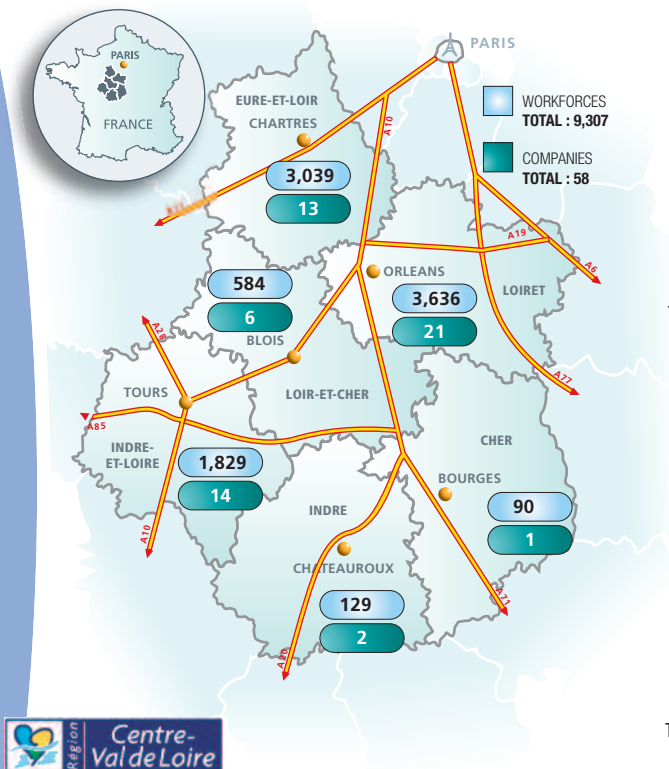 PARIS
FRANCE
PARIS
WORKFORCES
TOTAL : 9,307
COMPANIES
TOTAL : 58
EURE-ET-LOIR
CHARTRES
A10
3,039
13
A19
A6
ORLEANS
LOIRET
3,636
21
584
6
BLOIS
A28
A77
TOURS
LOIR-ET-CHER
A85
INDRE-
ET-LOIRE
1,829
14
CHER
BOURGES
90
1
INDRE
A10
CHATEAUROUX
129
2
A71
A20
Région
Centre-
Val de Loire
T